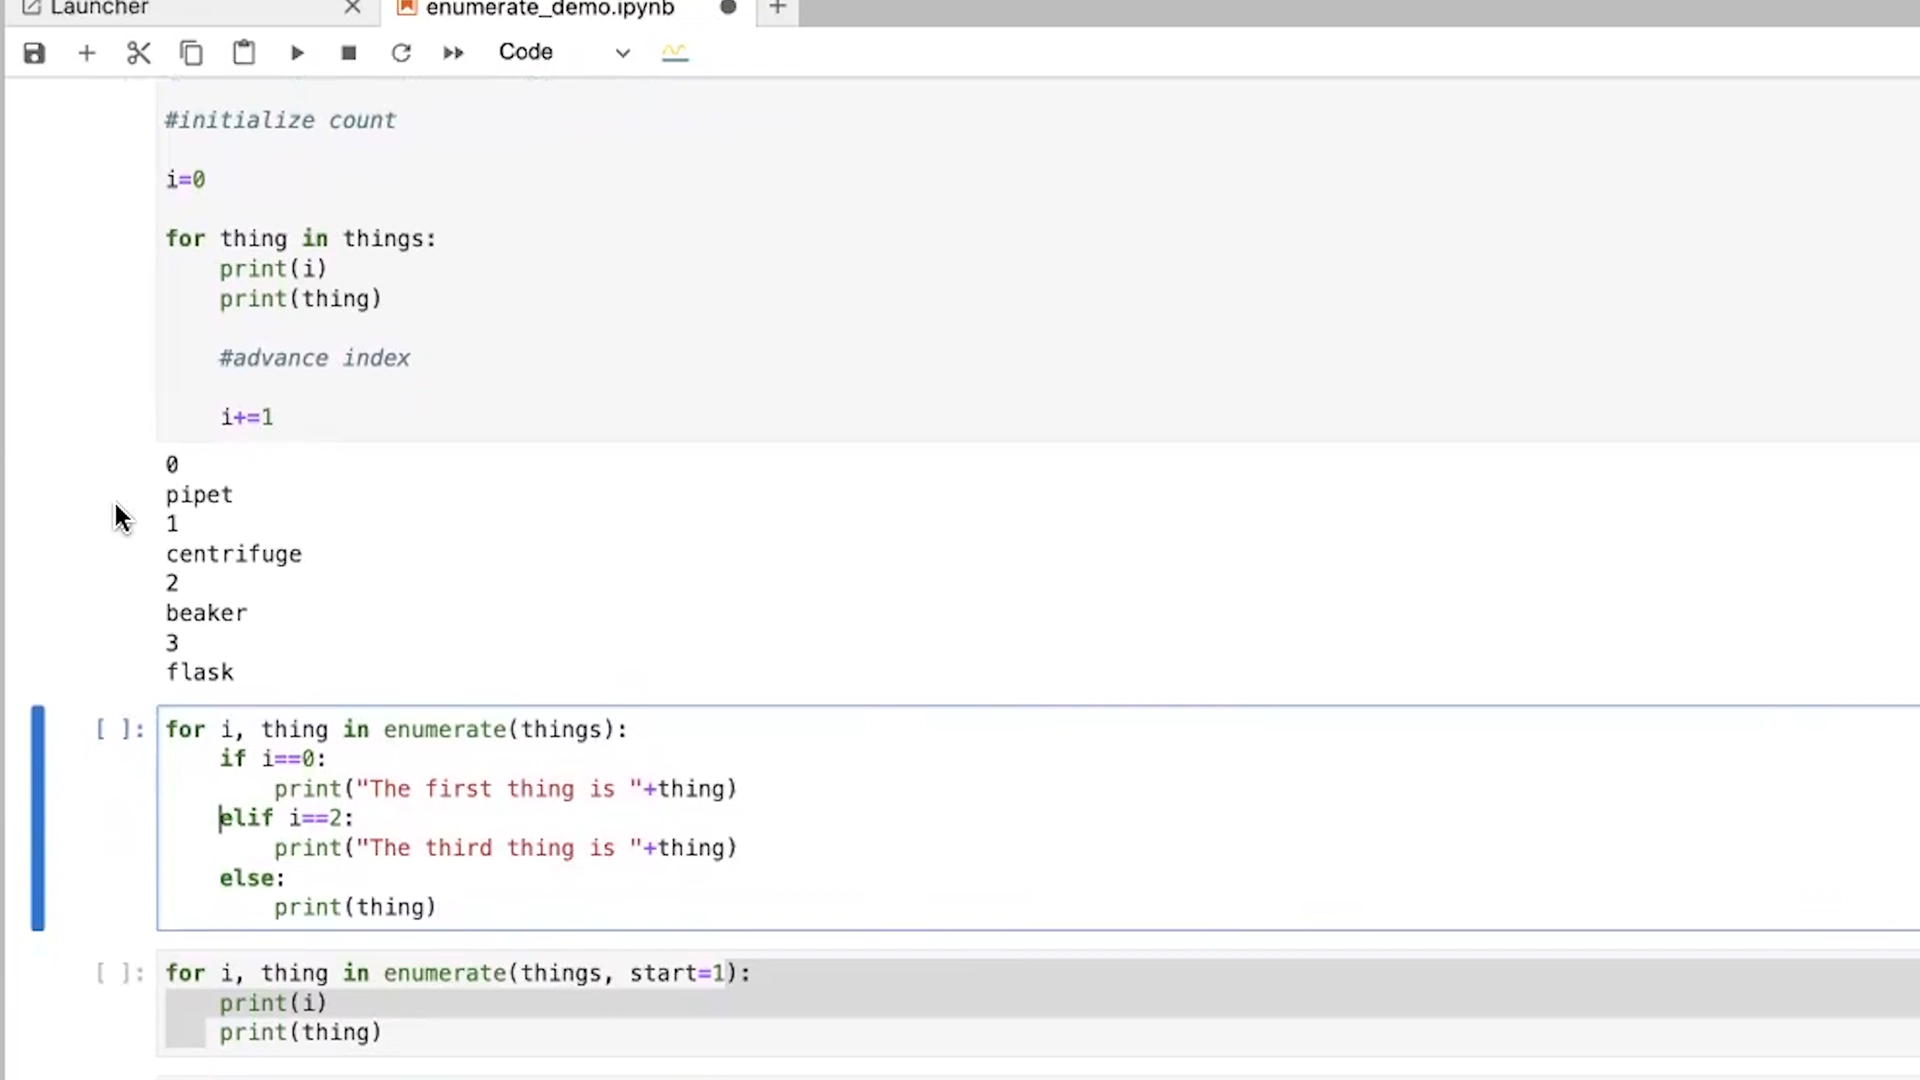 Launcher
enumerate_demo.ipynb
Code
#initialize count
i=0
for thing in things:
    print(i)
    print(thing)
    #advance index
    i+=1
0
pipet
1
centrifuge
2
beaker
3
flask
[ ]: for i, thing in enumerate(things):
    if i==0:
        print("The first thing is "+thing)
    elif i==2:
        print("The third thing is "+thing)
    else:
        print(thing)
[ ]: for i, thing in enumerate(things, start=1):
    print(i)
    print(thing)